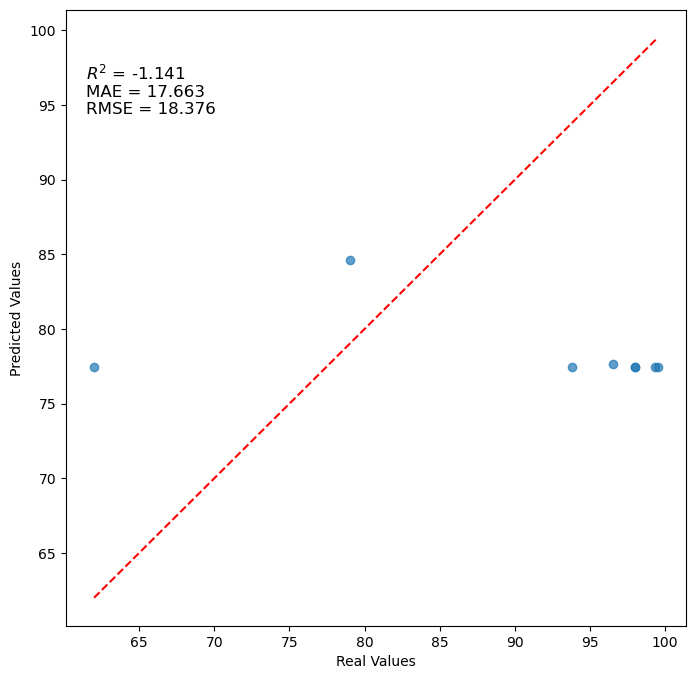 R² = -1.141
MAE = 17.663
RMSE = 18.376
100
95
90
85
80
75
70
65
Predicted Values
65 70 75 80 85 90 95 100
Real Values